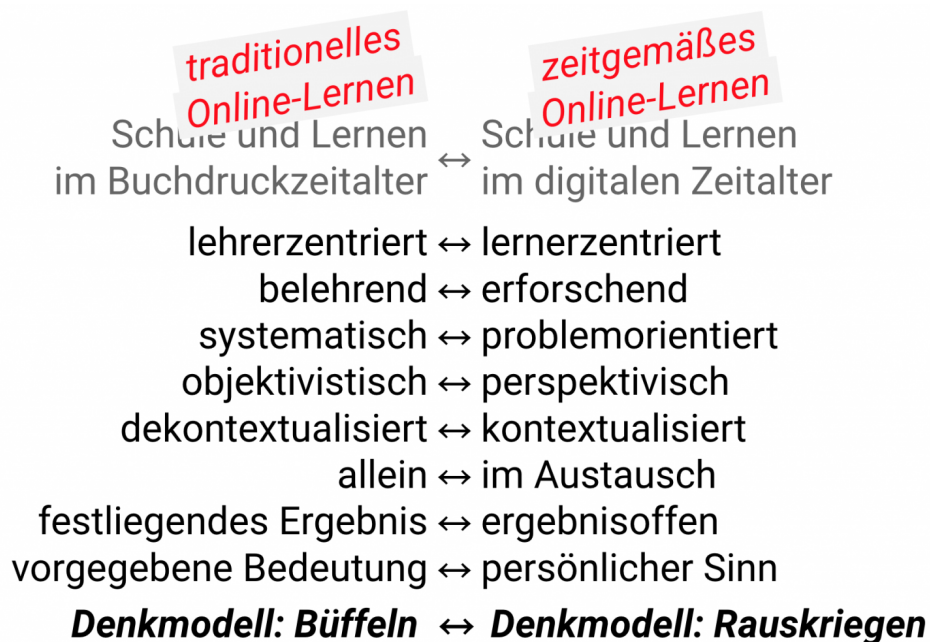 traditionelles
Online-Lernen
zeitgemäßes
Online-Lernen
Schule und Lernen
im Buchdruckzeitalter
↔
Schule und Lernen
im digitalen Zeitalter
lehrerzentriert ↔ lernerzentriert
belehrend ↔ erforschend
systematisch ↔ problemorientiert
objektivistisch ↔ perspektivisch
dekontextualisiert ↔ kontextualisiert
allein ↔ im Austausch
festliegendes Ergebnis ↔ ergebnisoffen
vorgegebene Bedeutung ↔ persönlicher Sinn
Denkmodell: Büffeln ↔ Denkmodell: Rauskriegen